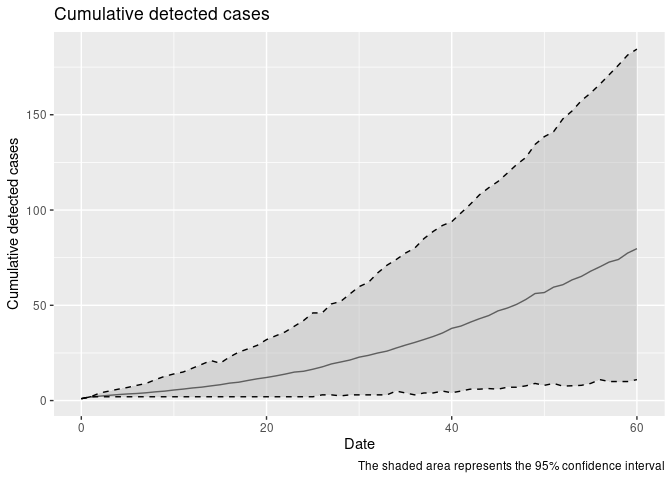 Cumulative detected cases
Cumulative detected cases
150
100
50
0
0 20 40 60
Date
The shaded area represents the 95% confidence interval